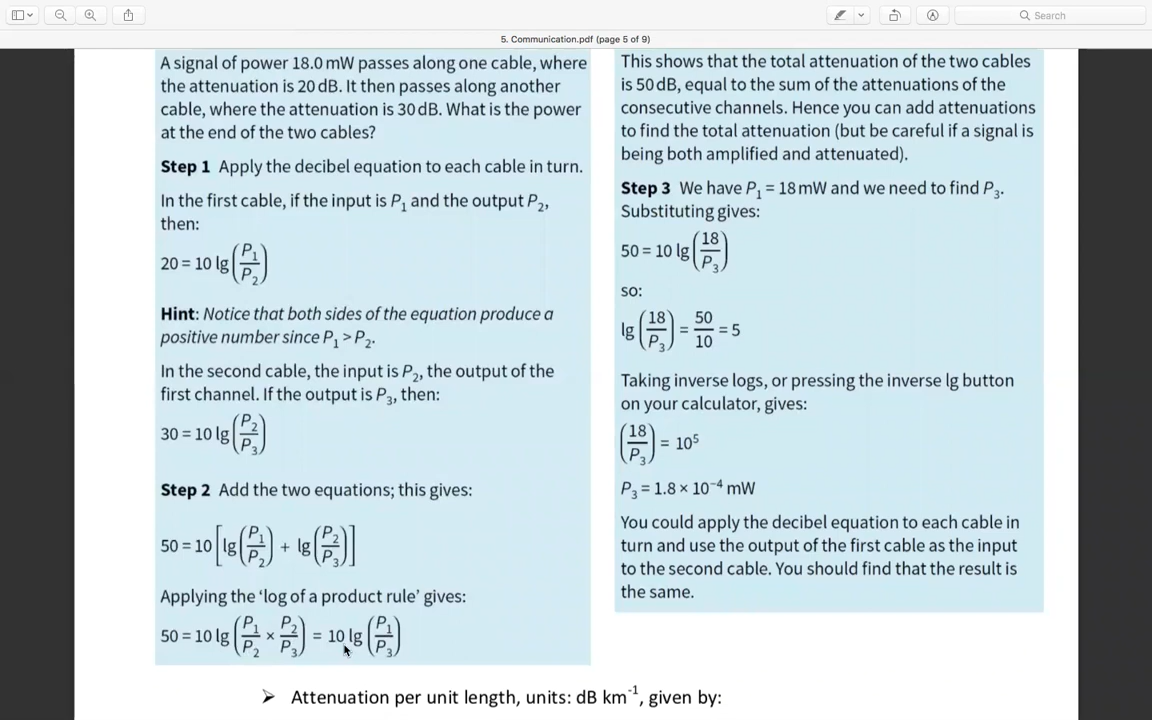 Search
5. Communication.pdf (page 5 of 9)
A signal of power 18.0 mW passes along one cable, where
the attenuation is 20 dB. It then passes along another
cable, where the attenuation is 30 dB. What is the power
at the end of the two cables?
Step 1 Apply the decibel equation to each cable in turn.
In the first cable, if the input is P₁ and the output P₂,
then:
20 = 10 lg(P₁/P₂)
Hint: Notice that both sides of the equation produce a
positive number since P₁ > P₂.
In the second cable, the input is P₂, the output of the
first channel. If the output is P₃, then:
30 = 10 lg(P₂/P₃)
Step 2 Add the two equations; this gives:
50 = 10 [lg(P₁/P₂) + lg(P₂/P₃)]
Applying the ‘log of a product rule’ gives:
50 = 10 lg(P₁/P₂ × P₂/P₃) = 10 lg(P₁/P₃)
This shows that the total attenuation of the two cables
is 50 dB, equal to the sum of the attenuations of the
consecutive channels. Hence you can add attenuations
to find the total attenuation (but be careful if a signal is
being both amplified and attenuated).
Step 3 We have P₁ = 18 mW and we need to find P₃.
Substituting gives:
50 = 10 lg(18/P₃)
so:
lg(18/P₃) = 50/10 = 5
Taking inverse logs, or pressing the inverse lg button
on your calculator, gives:
(18/P₃) = 10⁵
P₃ = 1.8 × 10⁻⁴ mW
You could apply the decibel equation to each cable in
turn and use the output of the first cable as the input
to the second cable. You should find that the result is
the same.
➢ Attenuation per unit length, units: dB km⁻¹, given by: